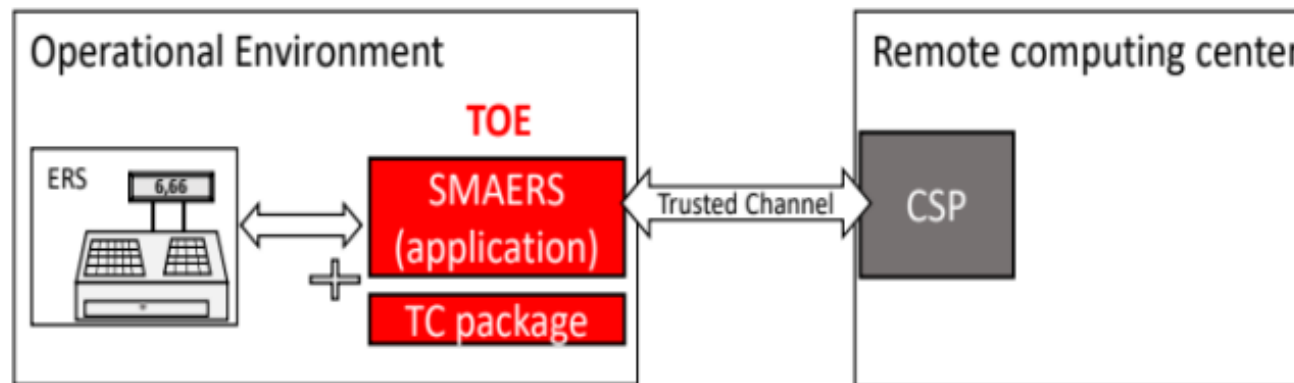 Operational Environment
Remote computing center
TOE
ERS
6,66
SMAERS
(application)
Trusted Channel
CSP
TC package